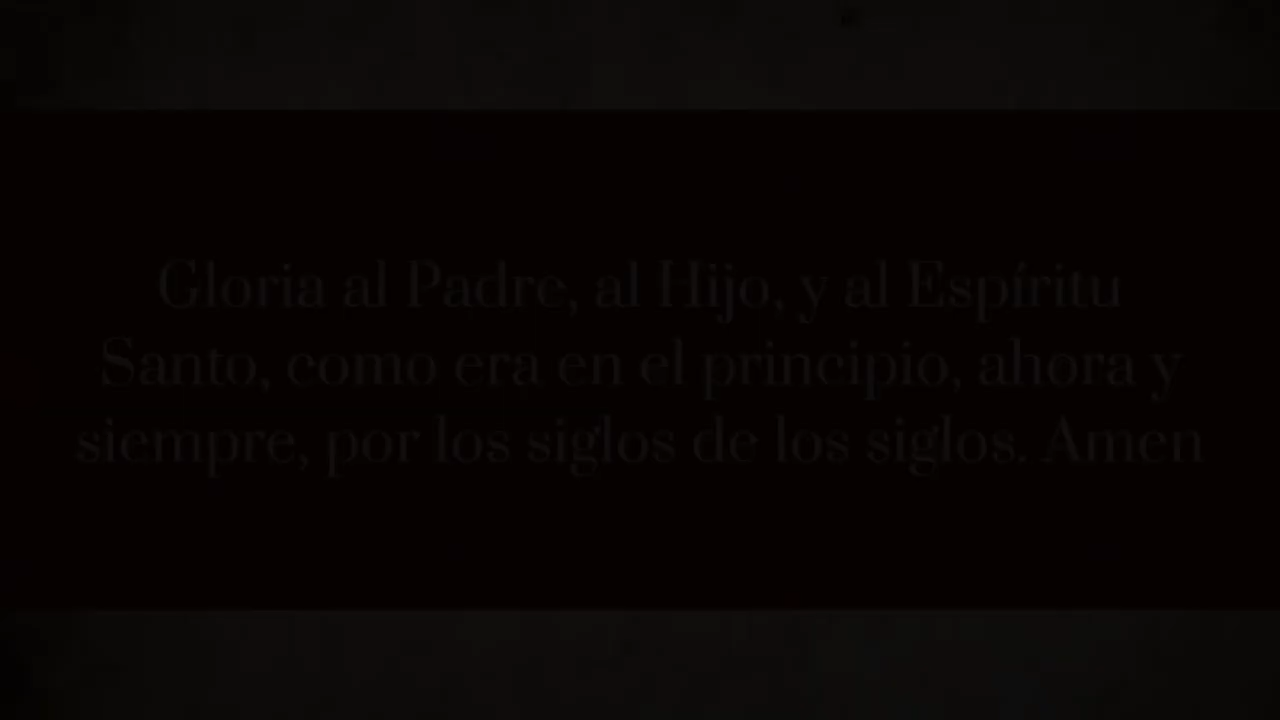 Gloria al Padre, al Hijo, y al Espíritu
Santo, como era en el principio, ahora y
siempre, por los siglos de los siglos. Amen